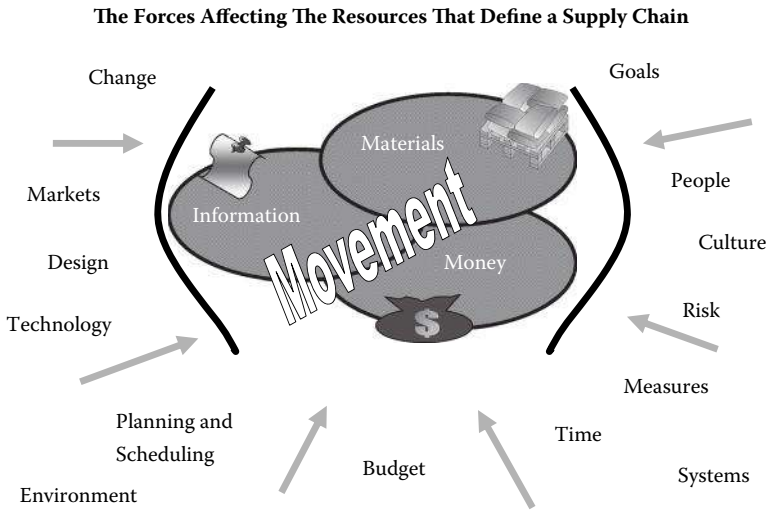 The Forces Affecting The Resources That Define a Supply Chain
Change
Goals
Materials
Markets
Information
People
Movement
Design
Money
Culture
Technology
$
Risk
Measures
Planning and
Scheduling
Time
Budget
Systems
Environment